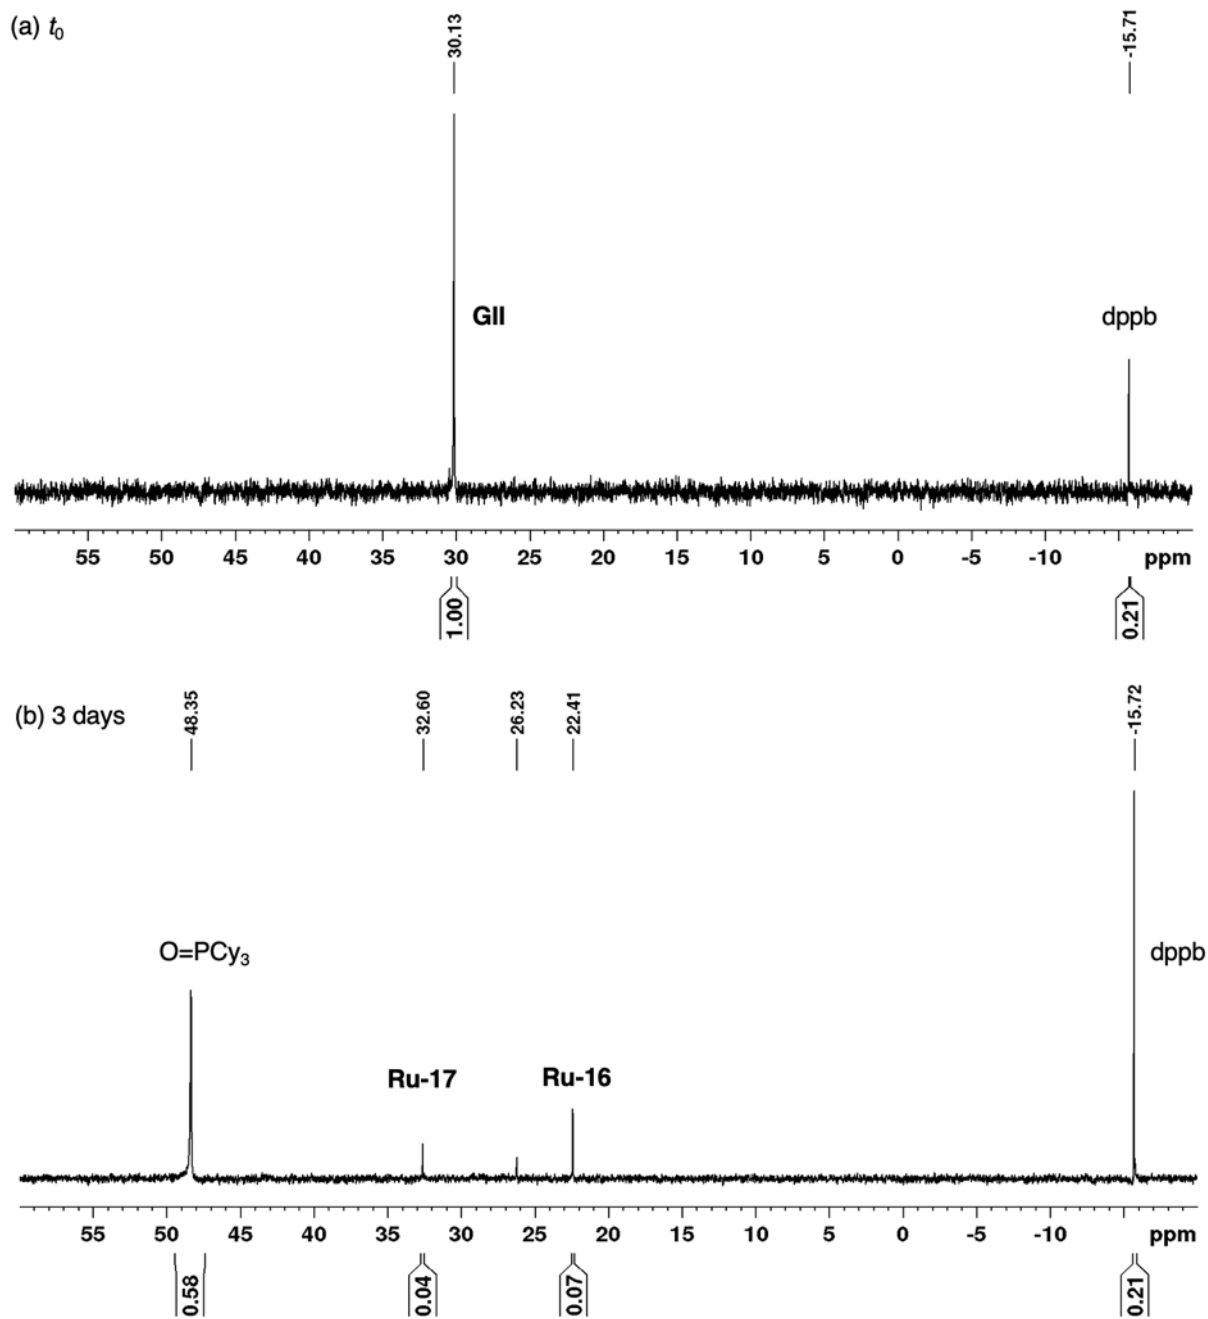 (a) t₀
30.13
-15.71
GII
dppb
55 50 45 40 35 30 25 20 15 10 5 0 -5 -10 ppm
1.00
0.21
(b) 3 days
48.35
32.60
26.23
22.41
-15.72
O=PCy₃
dppb
Ru-17
Ru-16
55 50 45 40 35 30 25 20 15 10 5 0 -5 -10 ppm
0.58
0.04
0.07
0.21